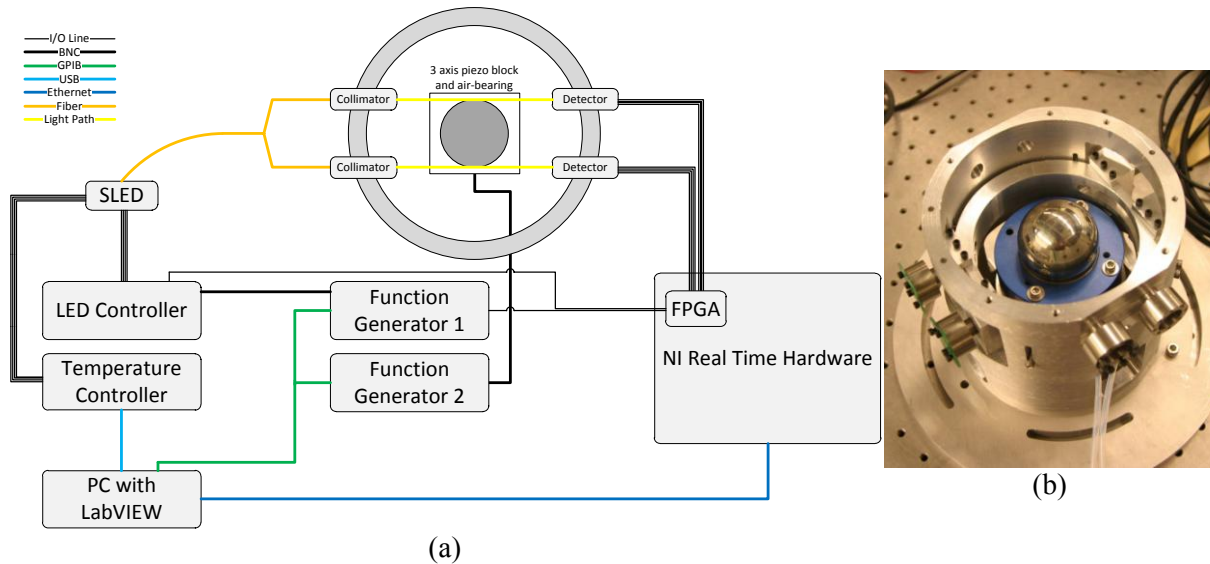 I/O Line
BNC
GPIB
USB
Ethernet
Fiber
Light Path
3 axis piezo block
and air-bearing
Collimator
Detector
Collimator
Detector
SLED
LED Controller
Function
Generator 1
FPGA
NI Real Time Hardware
Temperature
Controller
Function
Generator 2
PC with
LabVIEW
(a)
(b)